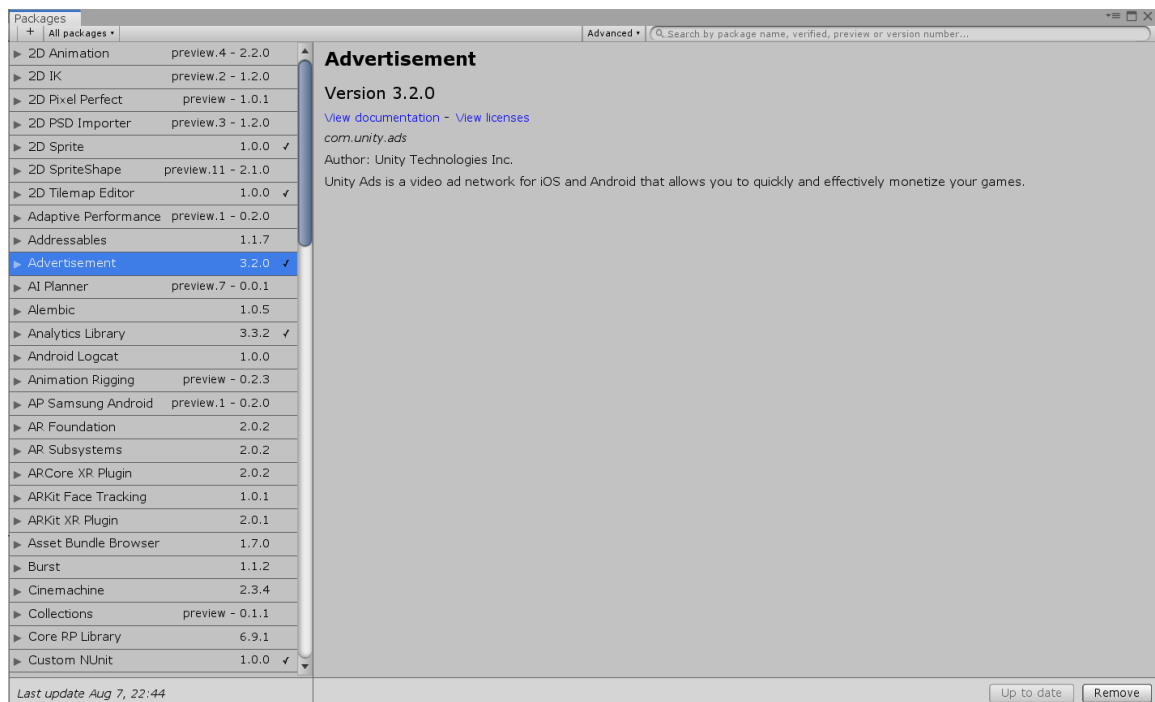 Packages
+ All packages
Advanced
Search by package name, verified, preview or version number...
2D Animation preview.4 - 2.2.0
2D IK preview.2 - 1.2.0
2D Pixel Perfect preview - 1.0.1
2D PSD Importer preview.3 - 1.2.0
2D Sprite 1.0.0 ✓
2D SpriteShape preview.11 - 2.1.0
2D Tilemap Editor 1.0.0 ✓
Adaptive Performance preview.1 - 0.2.0
Addressables 1.1.7
Advertisement 3.2.0 ✓
AI Planner preview.7 - 0.0.1
Alembic 1.0.5
Analytics Library 3.3.2 ✓
Android Logcat 1.0.0
Animation Rigging preview - 0.2.3
AP Samsung Android preview.1 - 0.2.0
AR Foundation 2.0.2
AR Subsystems 2.0.2
ARCore XR Plugin 2.0.2
ARKit Face Tracking 1.0.1
ARKit XR Plugin 2.0.1
Asset Bundle Browser 1.7.0
Burst 1.1.2
Cinemachine 2.3.4
Collections preview - 0.1.1
Core RP Library 6.9.1
Custom NUnit 1.0.0 ✓
Last update Aug 7, 22:44
Advertisement
Version 3.2.0
View documentation - View licenses
com.unity.ads
Author: Unity Technologies Inc.
Unity Ads is a video ad network for iOS and Android that allows you to quickly and effectively monetize your games.
Up to date
Remove